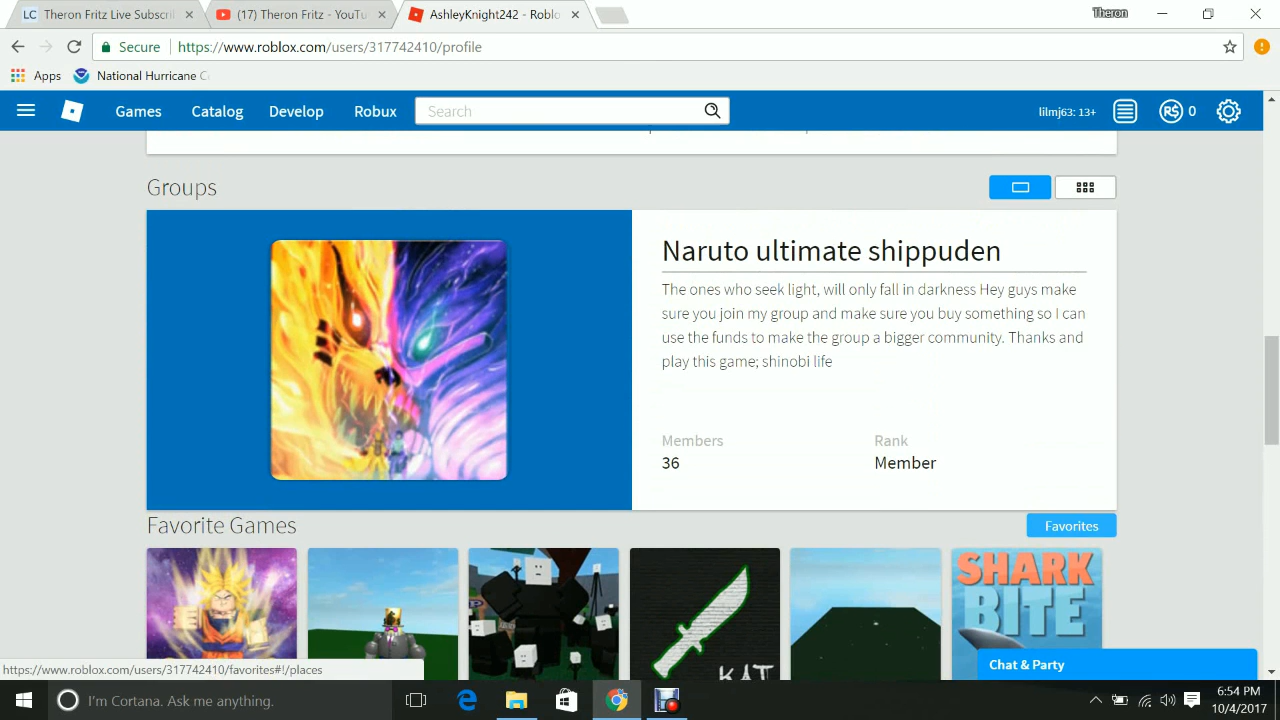 Theron Fritz Live Subscri
(17) Theron Fritz - YouTu
AshleyKnight242 - Roblo
Theron
Secure
https://www.roblox.com/users/317742410/profile
Apps
National Hurricane C
Games
Catalog
Develop
Robux
Search
lilmj63: 13+
R$ 0
Groups
Naruto ultimate shippuden
The ones who seek light, will only fall in darkness Hey guys make
sure you join my group and make sure you buy something so I can
use the funds to make the group a bigger community. Thanks and
play this game; shinobi life
Members
Rank
36
Member
Favorite Games
Favorites
SHARK
BITE
KAT
Chat & Party
https://www.roblox.com/users/317742410/favorites#!/places
I'm Cortana. Ask me anything.
6:54 PM
10/4/2017